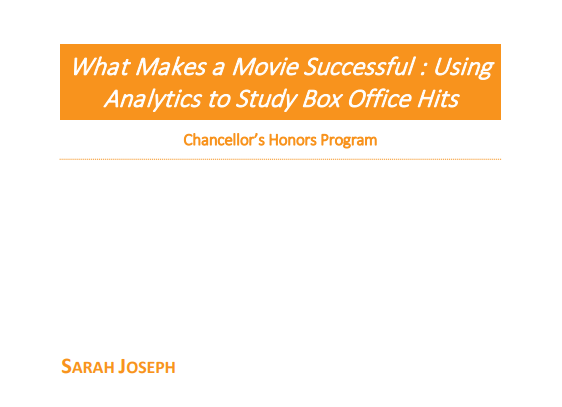 What Makes a Movie Successful : Using
Analytics to Study Box Office Hits
Chancellor's Honors Program
SARAH JOSEPH